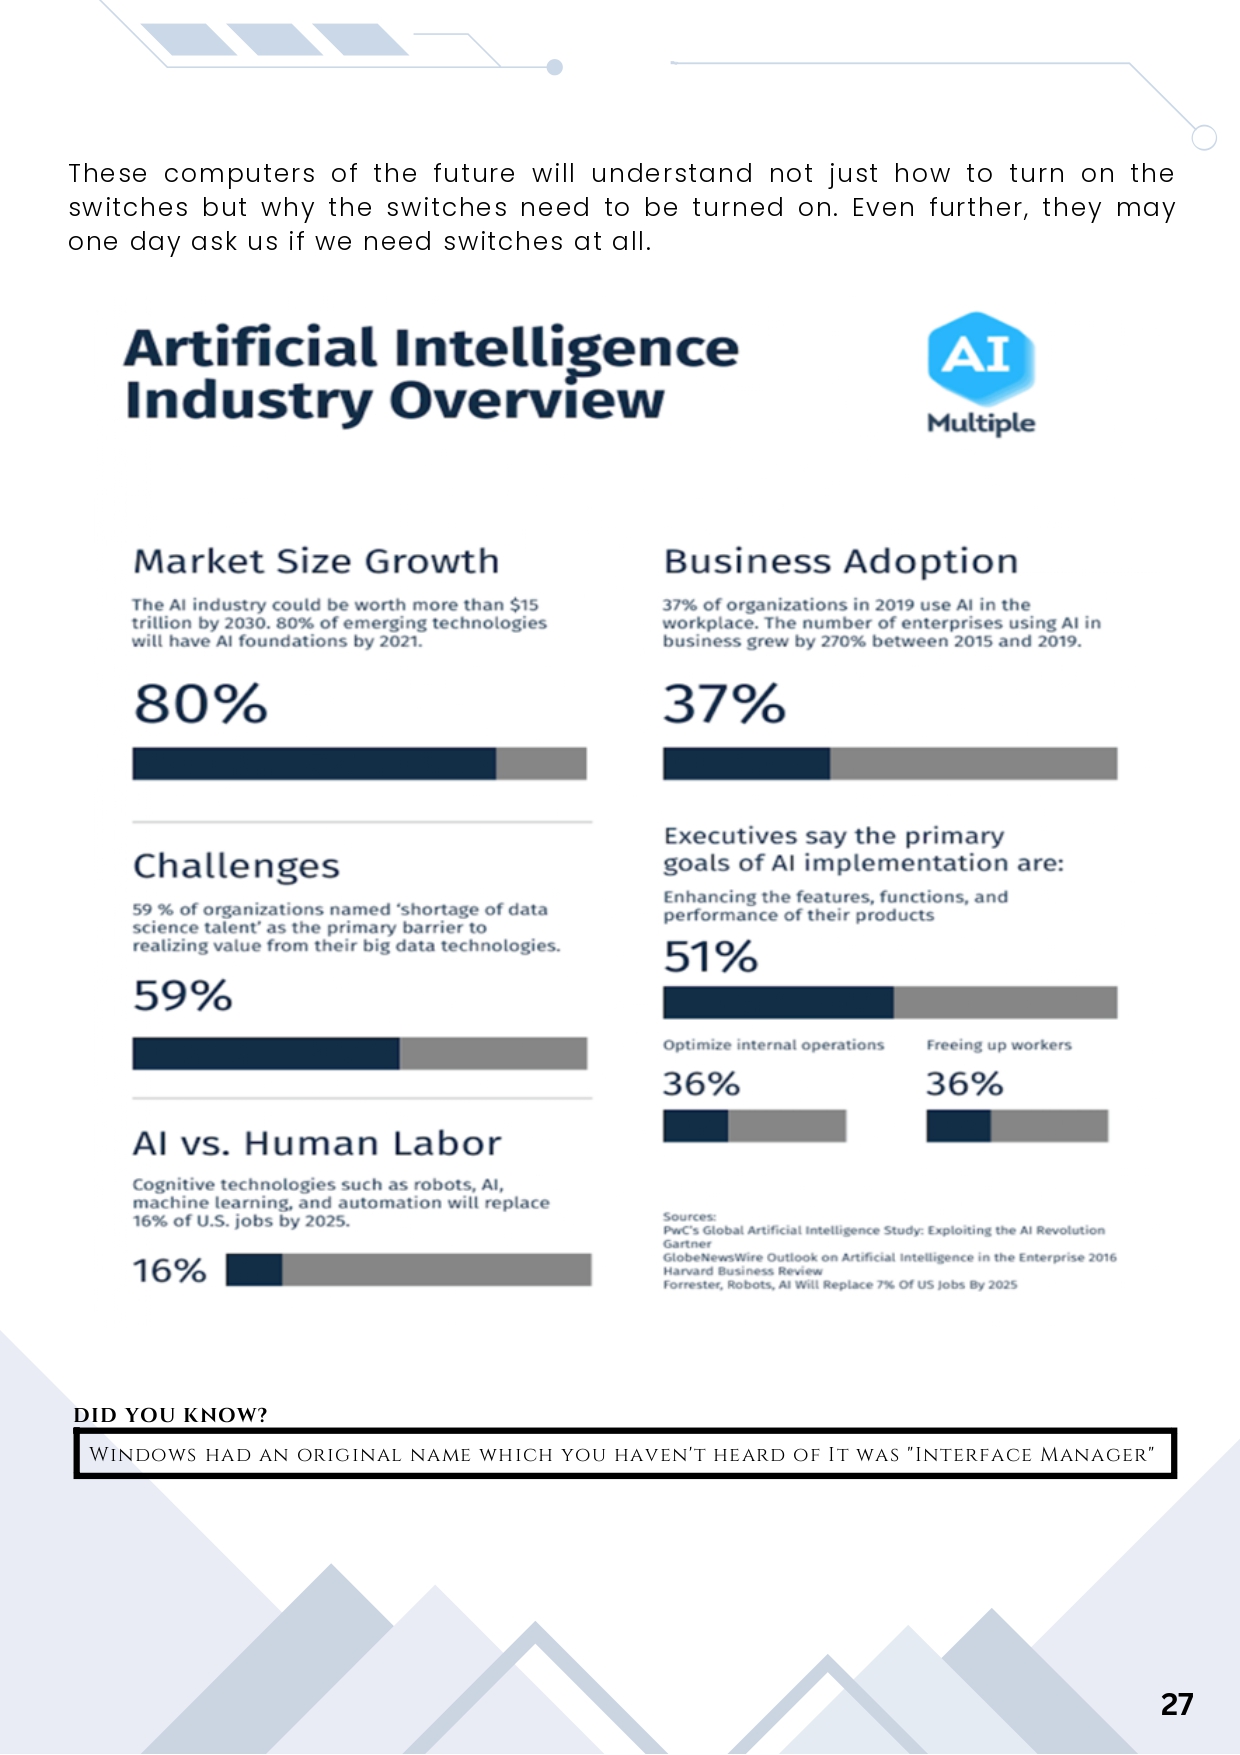 These computers of the future will understand not just how to turn on the
switches but why the switches need to be turned on. Even further, they may
one day ask us if we need switches at all.
Artificial Intelligence
Industry Overview
AI
Multiple
Market Size Growth
The AI industry could be worth more than $15
trillion by 2030. 80% of emerging technologies
will have AI foundations by 2021.
80%
Challenges
59 % of organizations named ‘shortage of data
science talent’ as the primary barrier to
realizing value from their big data technologies.
59%
AI vs. Human Labor
Cognitive technologies such as robots, AI,
machine learning, and automation will replace
16% of U.S. jobs by 2025.
16%
Business Adoption
37% of organizations in 2019 use AI in the
workplace. The number of enterprises using AI in
business grew by 270% between 2015 and 2019.
37%
Executives say the primary
goals of AI implementation are:
Enhancing the features, functions, and
performance of their products
51%
Optimize internal operations
36%
Freeing up workers
36%
Sources:
PwC's Global Artificial Intelligence Study: Exploiting the AI Revolution
Gartner
GlobeNewsWire Outlook on Artificial Intelligence in the Enterprise 2016
Harvard Business Review
Forrester, Robots, AI Will Replace 7% Of US Jobs By 2025
DID YOU KNOW?
Windows had an original name which you haven't heard of It was "Interface Manager"
27